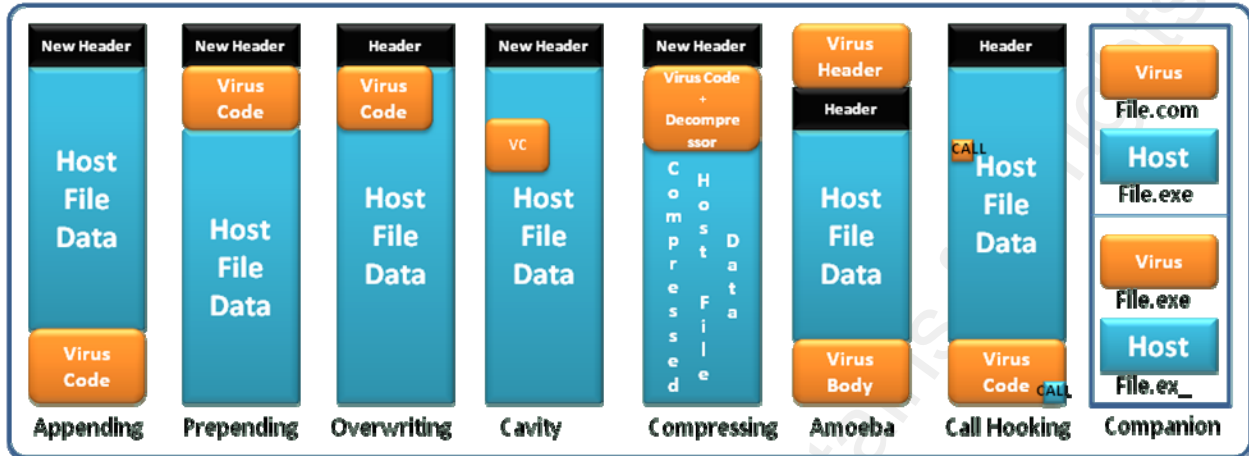 New Header
Host
File
Data
Virus
Code
Appending
New Header
Virus
Code
Host
File
Data
Prepending
Header
Virus
Code
Host
File
Data
Overwriting
New Header
VC
Host
File
Data
Cavity
New Header
Virus Code
+
Decompre
ssor
Compressed
Host File
Data
Compressing
Virus
Header
Header
Host
File
Data
Virus
Body
Amoeba
Header
CALL
Host
File
Data
Virus
Code
CALL
Call Hooking
Virus
File.com
Host
File.exe
Virus
File.exe
Host
File.ex_
Companion